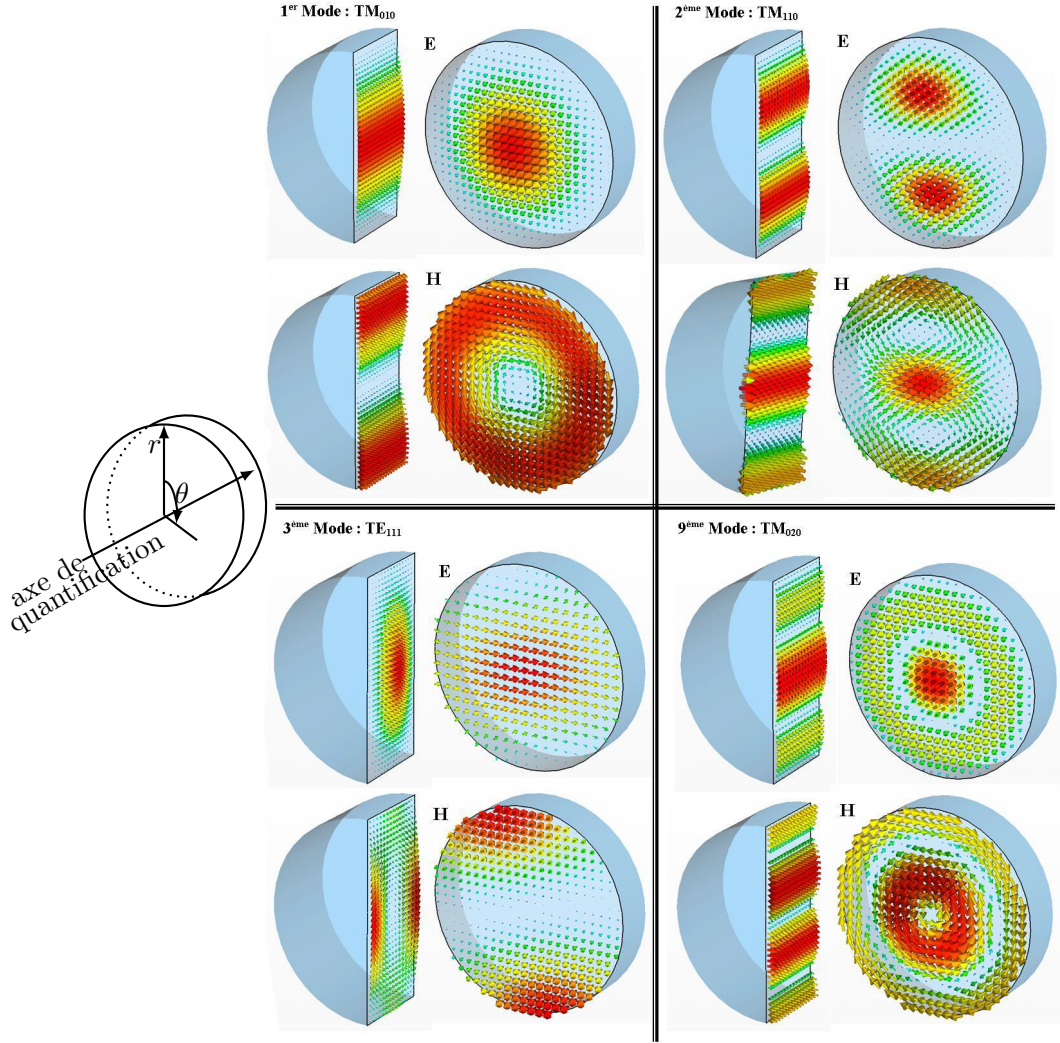 1er Mode : TM010
E
H
2ème Mode : TM110
E
H
r
θ
axe de
quantification
3ème Mode : TE111
E
H
9ème Mode : TM020
E
H